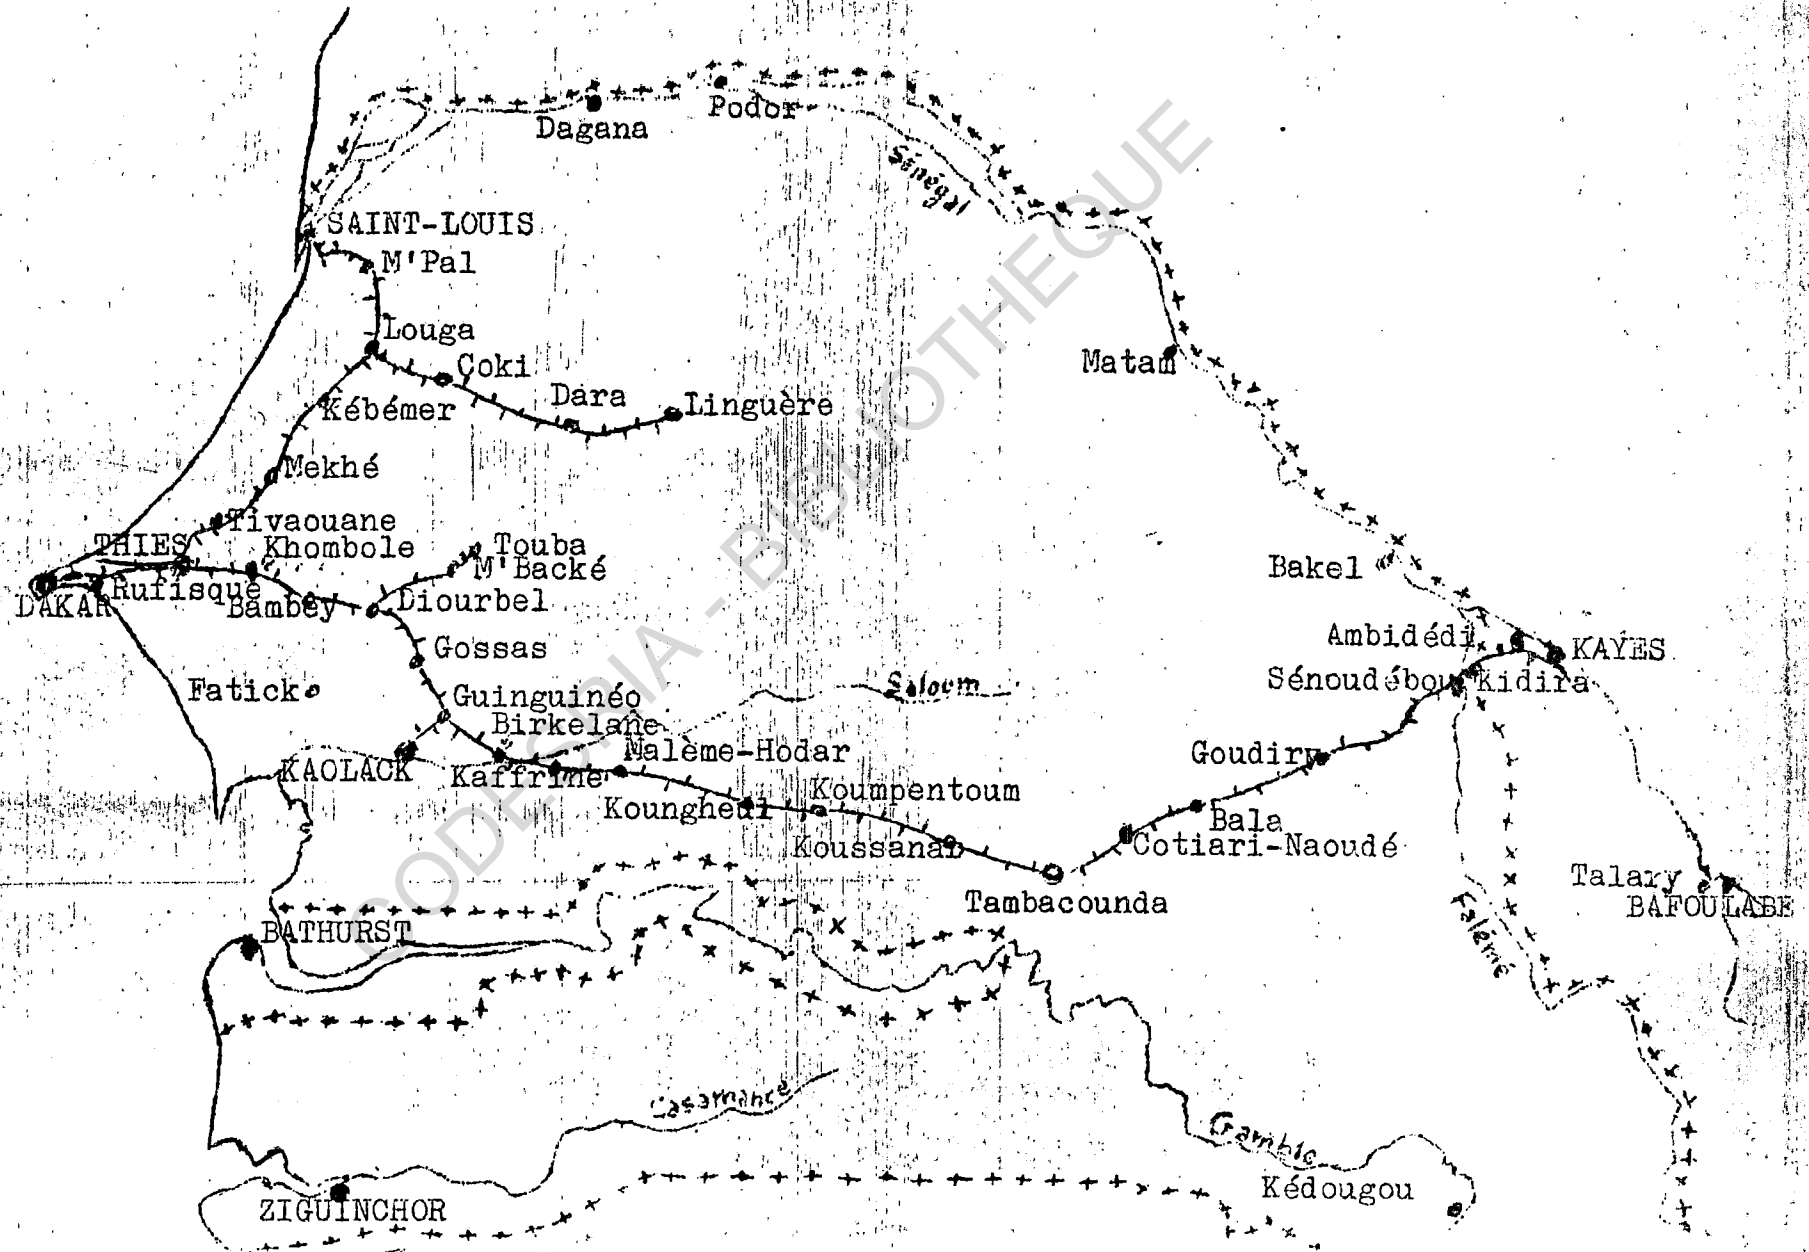 Podor
Dagana
Sénégal
SAINT-LOUIS
M'Pal
Louga
Coki
Matam
Dara
Linguère
Kébémer
Mekhé
Tivaouane
THIES
Khombole
Touba
M'Backé
Bakel
Rufisque
DAKAR
Bambey
Diourbel
Ambidédi
KAYES
Gossas
Sénoudébou
Kidira
Fatick
Saloum
Guinguinéo
Birkelane
Malème-Hodar
Goudiry
KAOLACK
Kaffrine
Koungheul
Koumpentoum
Bala
Koussanar
Cotiari-Naoudé
Talary
Tambacounda
BAFOULABE
BATHURST
Falémé
Casamance
Gambie
Kédougou
ZIGUINCHOR
CODESRIA - BIBLIOTHEQUE